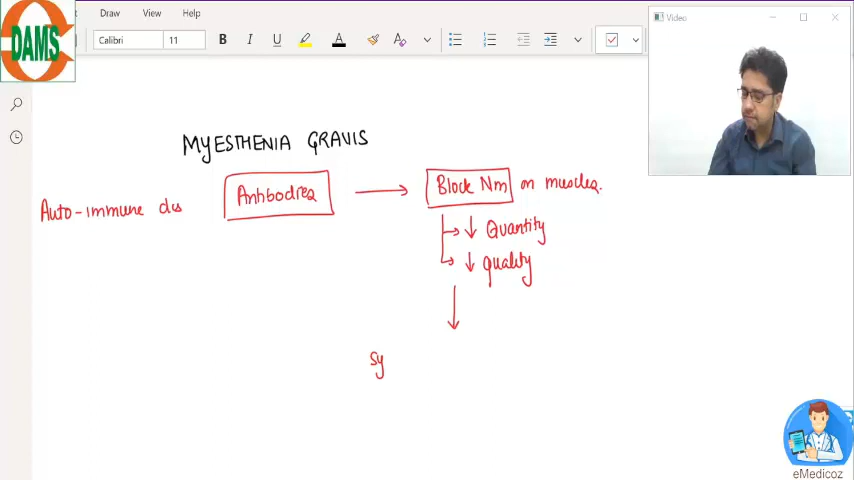 DAMS
Draw View Help
Video
Calibri 11 B I U A A
MYESTHENIA GRAVIS
Auto-immune dis
Antibodies
Block Nm on muscles.
↓ Quantity
↓ quality
Sy
eMedicoz